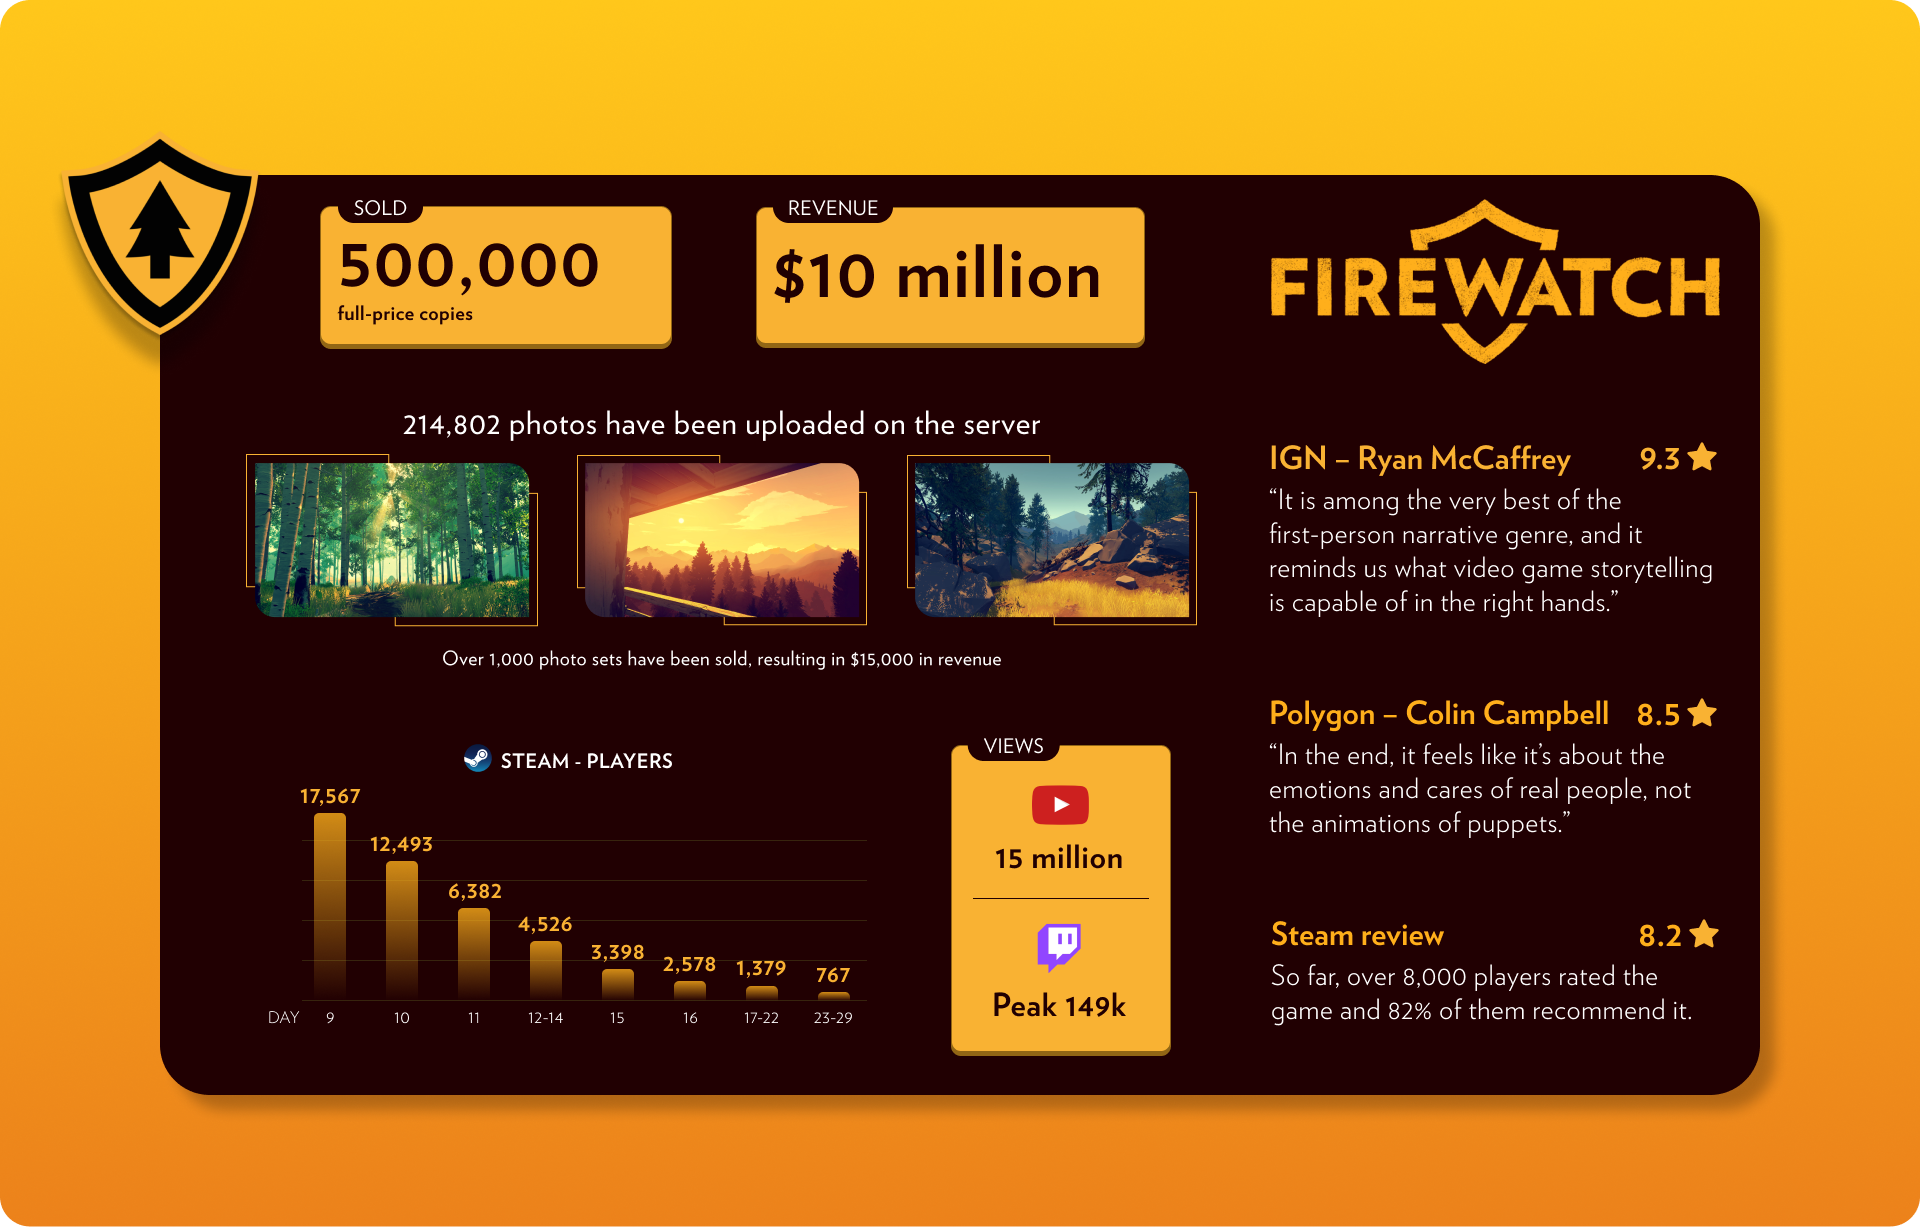 SOLD
500,000
full-price copies
REVENUE
$10 million
FIREWATCH
214,802 photos have been uploaded on the server
Over 1,000 photo sets have been sold, resulting in $15,000 in revenue
STEAM - PLAYERS
17,567
12,493
6,382
4,526
3,398
2,578
1,379
767
DAY 9 10 11 12-14 15 16 17-22 23-29
VIEWS
15 million
Peak 149k
IGN – Ryan McCaffrey 9.3
“It is among the very best of the
first-person narrative genre, and it
reminds us what video game storytelling
is capable of in the right hands.”
Polygon – Colin Campbell 8.5
“In the end, it feels like it’s about the
emotions and cares of real people, not
the animations of puppets.”
Steam review 8.2
So far, over 8,000 players rated the
game and 82% of them recommend it.